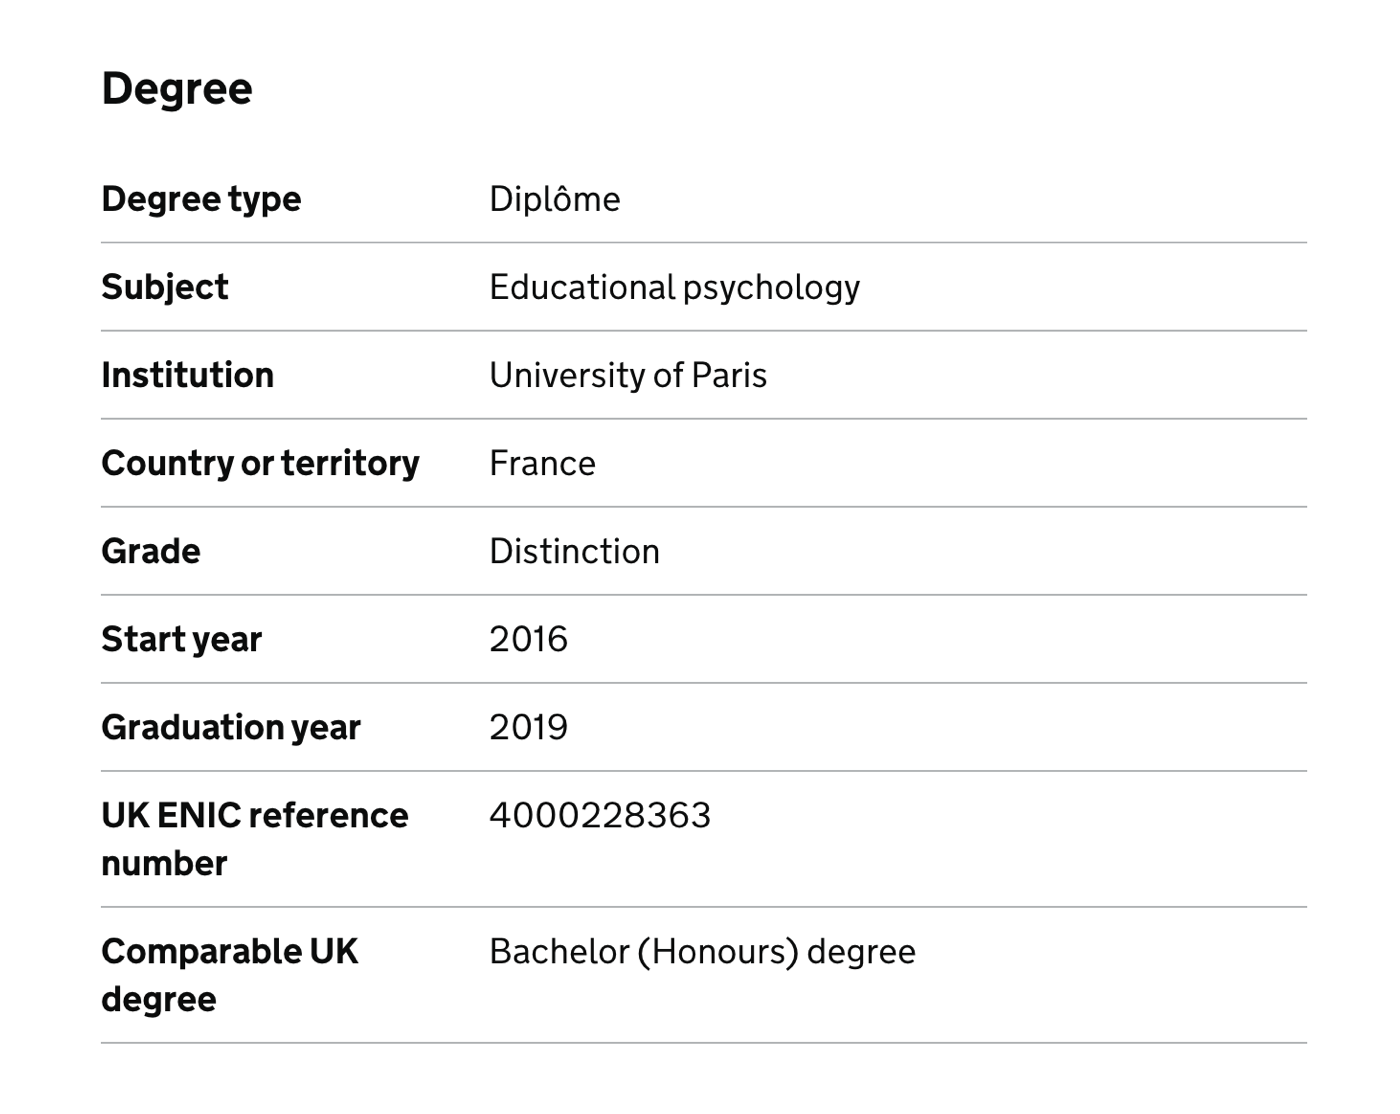 Degree
Degree type Diplôme
Subject Educational psychology
Institution University of Paris
Country or territory France
Grade Distinction
Start year 2016
Graduation year 2019
UK ENIC reference 4000228363
number
Comparable UK Bachelor (Honours) degree
degree